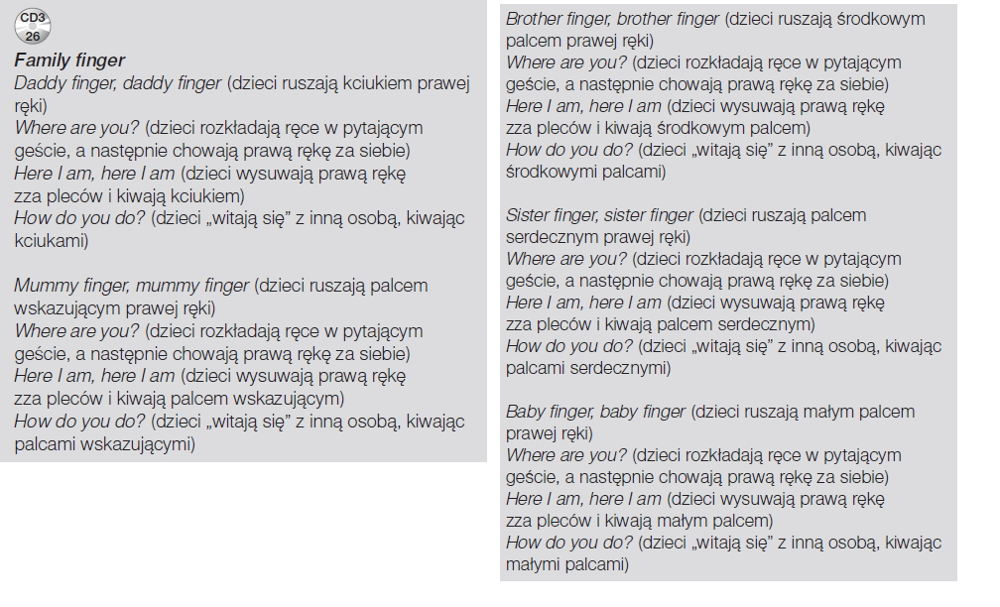 CD3
26
Family finger
Daddy finger, daddy finger (dzieci ruszają kciukiem prawej
ręki)
Where are you? (dzieci rozkładają ręce w pytającym
geście, a następnie chowają prawą rękę za siebie)
Here I am, here I am (dzieci wysuwają prawą rękę
zza pleców i kiwają kciukiem)
How do you do? (dzieci „witają się” z inną osobą, kiwając
kciukami)
Mummy finger, mummy finger (dzieci ruszają palcem
wskazującym prawej ręki)
Where are you? (dzieci rozkładają ręce w pytającym
geście, a następnie chowają prawą rękę za siebie)
Here I am, here I am (dzieci wysuwają prawą rękę
zza pleców i kiwają palcem wskazującym)
How do you do? (dzieci „witają się” z inną osobą, kiwając
palcami wskazującymi)
Brother finger, brother finger (dzieci ruszają środkowym
palcem prawej ręki)
Where are you? (dzieci rozkładają ręce w pytającym
geście, a następnie chowają prawą rękę za siebie)
Here I am, here I am (dzieci wysuwają prawą rękę
zza pleców i kiwają środkowym palcem)
How do you do? (dzieci „witają się” z inną osobą, kiwając
środkowymi palcami)
Sister finger, sister finger (dzieci ruszają palcem
serdecznym prawej ręki)
Where are you? (dzieci rozkładają ręce w pytającym
geście, a następnie chowają prawą rękę za siebie)
Here I am, here I am (dzieci wysuwają prawą rękę
zza pleców i kiwają palcem serdecznym)
How do you do? (dzieci „witają się” z inną osobą, kiwając
palcami serdecznymi)
Baby finger, baby finger (dzieci ruszają małym palcem
prawej ręki)
Where are you? (dzieci rozkładają ręce w pytającym
geście, a następnie chowają prawą rękę za siebie)
Here I am, here I am (dzieci wysuwają prawą rękę
zza pleców i kiwają małym palcem)
How do you do? (dzieci „witają się” z inną osobą, kiwając
małymi palcami)